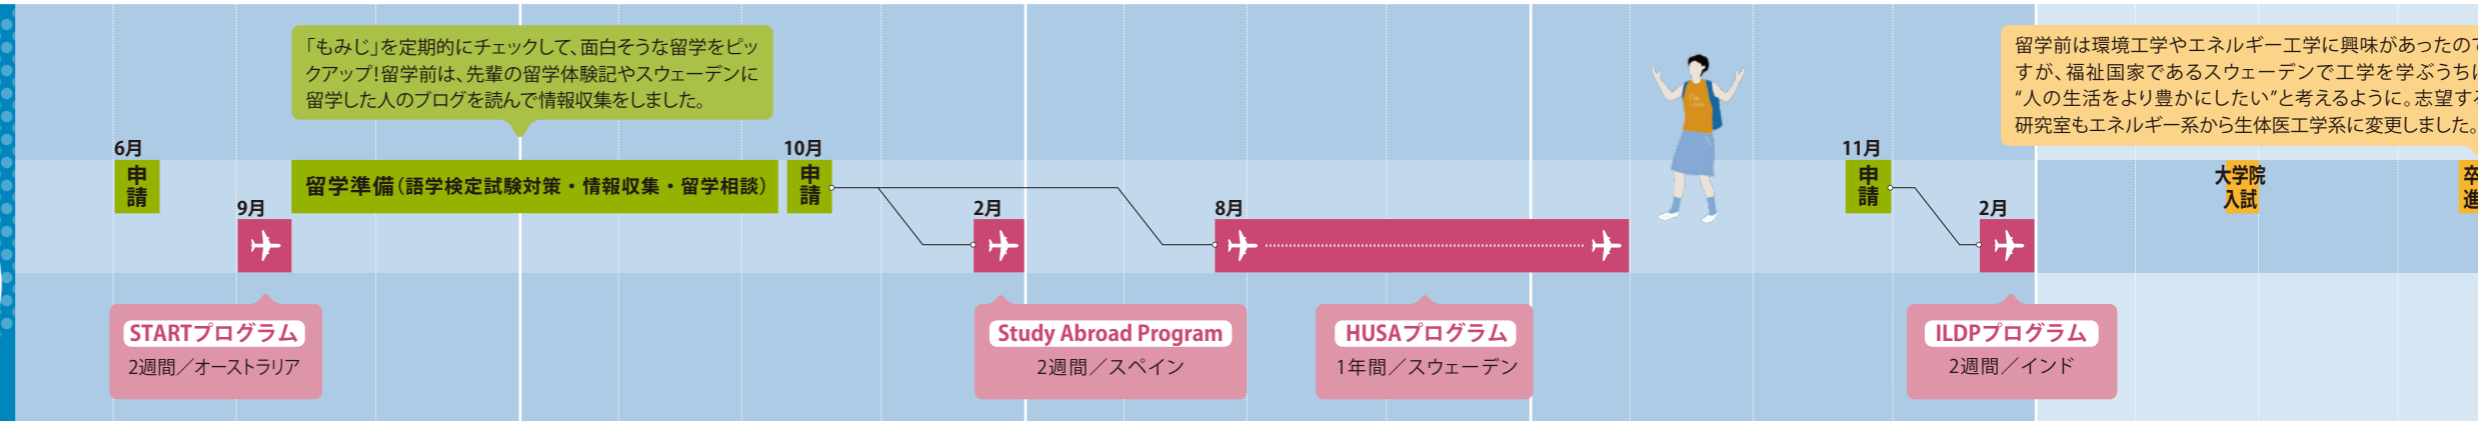 「もみじ」を定期的にチェックして、面白そうな留学をピッ
クアップ!留学前は、先輩の留学体験記やスウェーデンに
留学した人のブログを読んで情報収集をしました。
留学前は環境工学やエネルギー工学に興味があったので
すが、福祉国家であるスウェーデンで工学を学ぶうちに
“人の生活をより豊かにしたい”と考えるように。志望する
研究室もエネルギー系から生体医工学系に変更しました。
6月
申請
9月
留学準備(語学検定試験対策・情報収集・留学相談)
10月
申請
2月
8月
11月
申請
2月
大学院
入試
卒
進
STARTプログラム
2週間／オーストラリア
Study Abroad Program
2週間／スペイン
HUSAプログラム
1年間／スウェーデン
ILDPプログラム
2週間／インド